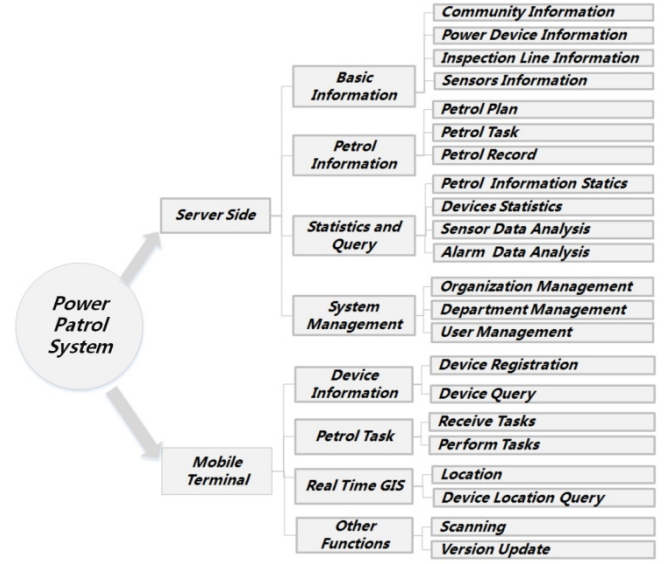 Power
Patrol
System
Server Side
Basic
Information
Community Information
Power Device Information
Inspection Line Information
Sensors Information
Petrol
Information
Petrol Plan
Petrol Task
Petrol Record
Statistics and
Query
Petrol Information Statics
Devices Statistics
Sensor Data Analysis
Alarm Data Analysis
System
Management
Organization Management
Department Management
User Management
Mobile
Terminal
Device
Information
Device Registration
Device Query
Petrol Task
Receive Tasks
Perform Tasks
Real Time GIS
Location
Device Location Query
Other
Functions
Scanning
Version Update